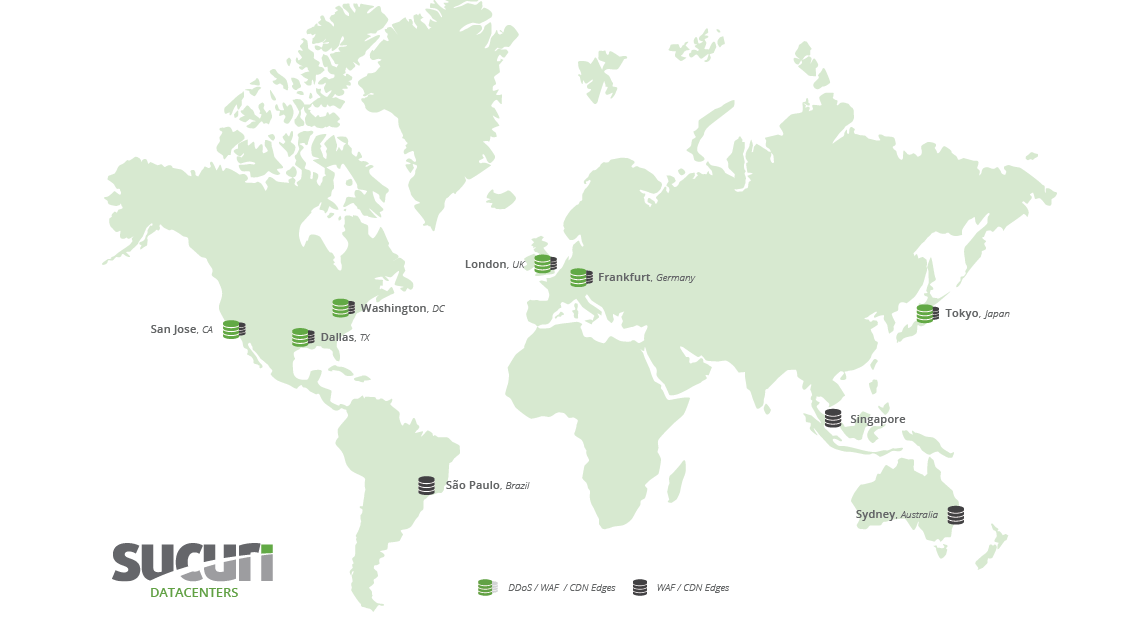 London, UK
Frankfurt, Germany
Washington, DC
Tokyo, Japan
San Jose, CA
Dallas, TX
Singapore
São Paulo, Brazil
Sydney, Australia
sucuri
DATACENTERS
DDoS / WAF / CDN Edges
WAF / CDN Edges